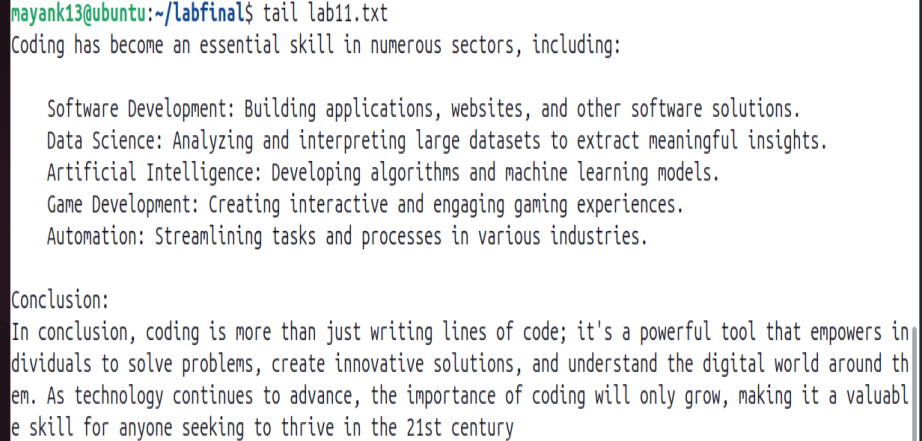 mayank13@ubuntu:~/labfinal$ tail lab11.txt
Coding has become an essential skill in numerous sectors, including:
Software Development: Building applications, websites, and other software solutions.
Data Science: Analyzing and interpreting large datasets to extract meaningful insights.
Artificial Intelligence: Developing algorithms and machine learning models.
Game Development: Creating interactive and engaging gaming experiences.
Automation: Streamlining tasks and processes in various industries.
Conclusion:
In conclusion, coding is more than just writing lines of code; it's a powerful tool that empowers in
dividuals to solve problems, create innovative solutions, and understand the digital world around th
em. As technology continues to advance, the importance of coding will only grow, making it a valuabl
e skill for anyone seeking to thrive in the 21st century